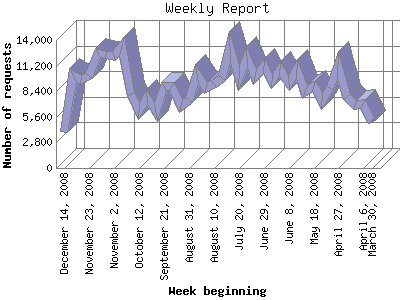 Weekly Report
Number of requests
14,000
11,200
8,400
5,600
2,800
0
December 14, 2008
November 23, 2008
November 2, 2008
October 12, 2008
September 21, 2008
August 31, 2008
August 10, 2008
July 20, 2008
June 29, 2008
June 8, 2008
May 18, 2008
April 27, 2008
April 6, 2008
March 30, 2008
Week beginning